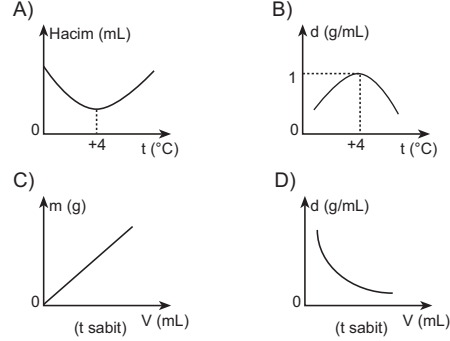 A)
Hacim (mL)
0
+4
t (°C)
B)
d (g/mL)
1
0
+4
t (°C)
C)
m (g)
0
V (mL)
(t sabit)
D)
d (g/mL)
0
V (mL)
(t sabit)